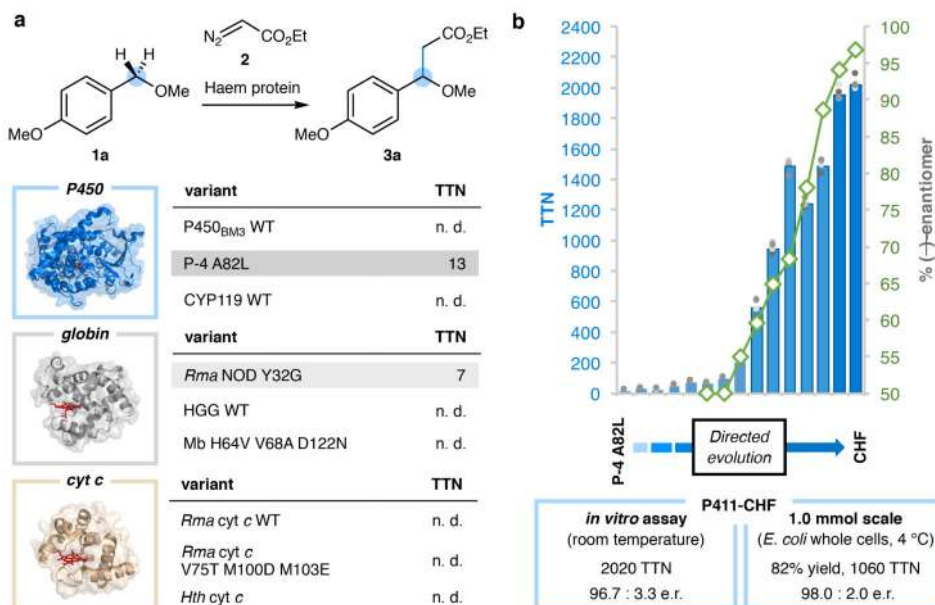 a
H H
OMe
MeO
1a
N2
CO2Et
2
Haem protein
CO2Et
OMe
MeO
3a
P450
variant TTN
P450BM3 WT n. d.
P-4 A82L 13
CYP119 WT n. d.
globin
variant TTN
Rma NOD Y32G 7
HGG WT n. d.
Mb H64V V68A D122N n. d.
cyt c
variant TTN
Rma cyt c WT n. d.
Rma cyt c
V75T M100D M103E n. d.
Hth cyt c n. d.
b
TTN
2400
2200
2000
1800
1600
1400
1200
1000
800
600
400
200
0
100
95
90
85
80
75
70
65
60
55
50
% (–)-enantiomer
P-4 A82L
Directed
evolution
CHF
P411-CHF
in vitro assay
(room temperature)
2020 TTN
96.7 : 3.3 e.r.
1.0 mmol scale
(E. coli whole cells, 4 ºC)
82% yield, 1060 TTN
98.0 : 2.0 e.r.